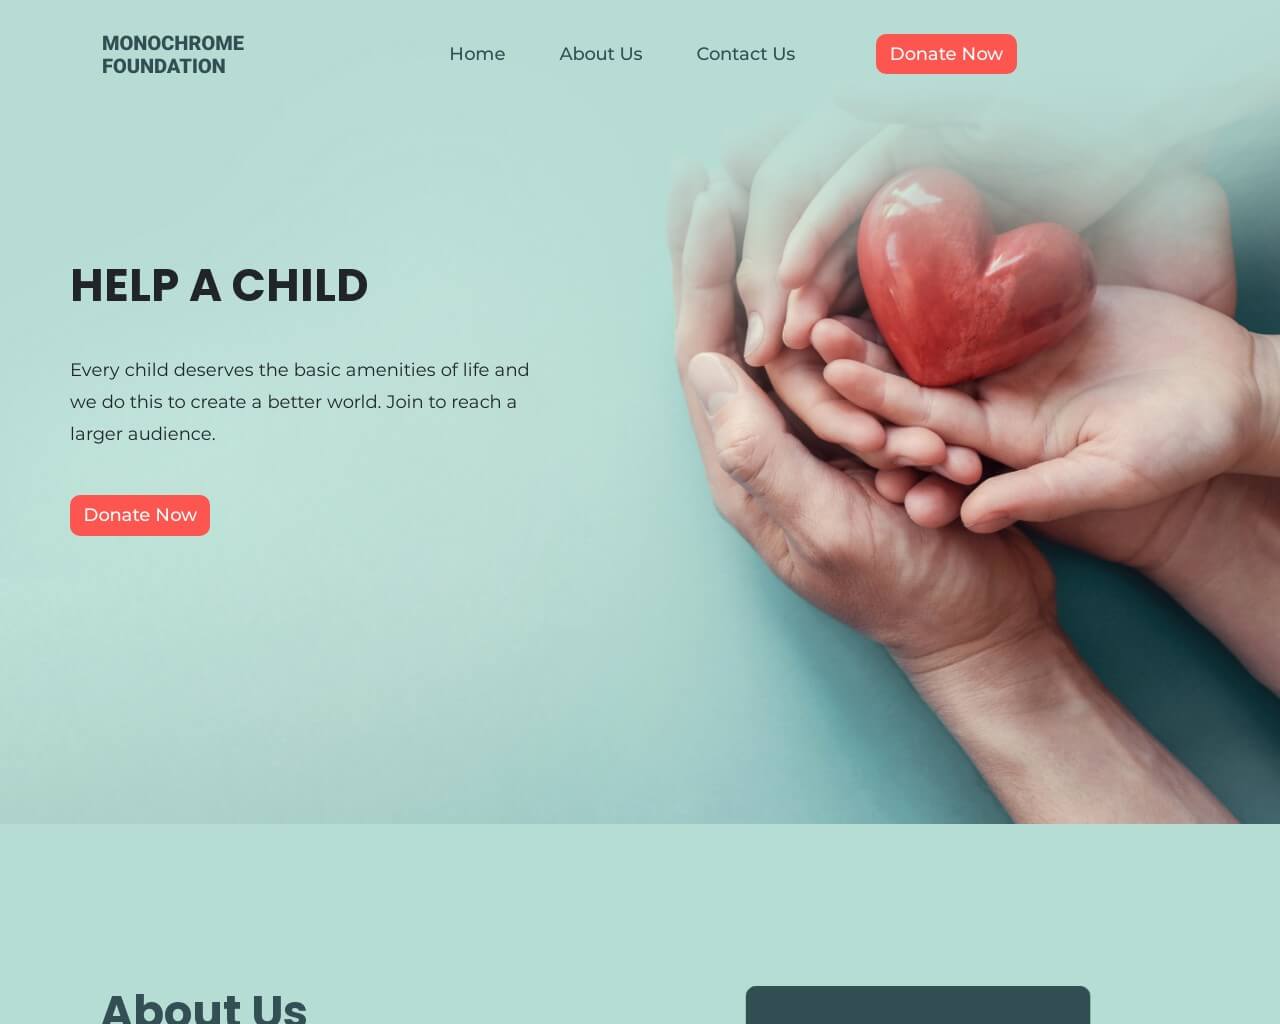 MONOCHROME
FOUNDATION
Home
About Us
Contact Us
Donate Now
HELP A CHILD
Every child deserves the basic amenities of life and
we do this to create a better world. Join to reach a
larger audience.
Donate Now
About Us